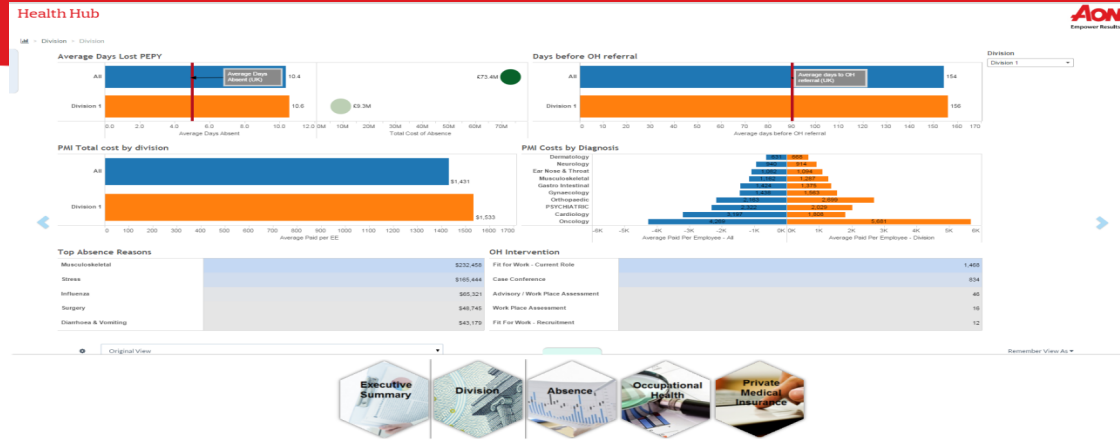 Health Hub
AON
Empower Results
Division - Division
Average Days Lost PEPY
All
Average Days Absent (UK)
10.4
£73.4M
Division 1
10.6
£9.3M
0.0 2.0 4.0 6.0 8.0 10.0 12.0 0M 10M 20M 30M 40M 50M 60M 70M
Average Days Absent
Total Cost of Absence
Days before OH referral
All
Average days to OH referral (UK)
154
Division 1
156
0 10 20 30 40 50 60 70 80 90 100 110 120 130 140 150 160 170
Average days before OH referral
Division
Division 1
PMI Total cost by division
All
$1,431
Division 1
$1,533
0 100 200 300 400 500 600 700 800 900 1000 1100 1200 1300 1400 1500 1600 1700
Average Paid per EE
PMI Costs by Diagnosis
Dermatology
Neurology 914
Ear Nose & Throat 1,094
Musculoskeletal
Gastro Intestinal
Gynaecology
Orthopaedic
PSYCHIATRIC
Cardiology
Oncology
-6K -5K -4K -3K -2K -1K 0K 0K 1K 2K 3K 4K 5K 6K
Average Paid Per Employee - All
Average Paid Per Employee - Division
Top Absence Reasons
Musculoskeletal $232,458
Stress $165,444
Influenza $65,321
Surgery $46,745
Diarrhoea & Vomiting $43,179
OH Intervention
Fit for Work - Current Role 1,468
Case Conference 834
Advisory / Work Place Assessment 46
Work Place Assessment 16
Fit For Work - Recruitment 12
Original View
Remember View As
Executive Summary
Division
Absence
Occupational Health
Private Medical Insurance